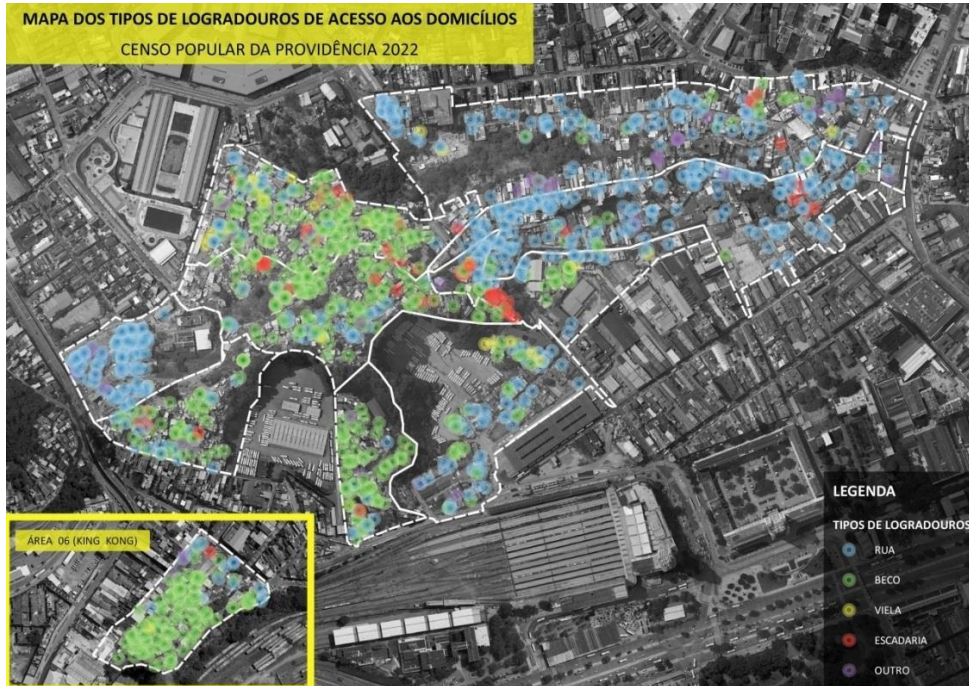 MAPA DOS TIPOS DE LOGRADOUROS DE ACESSO AOS DOMICÍLIOS
CENSO POPULAR DA PROVIDÊNCIA 2022
ÁREA 06 (KING KONG)
LEGENDA
TIPOS DE LOGRADOUROS
RUA
BECO
VIELA
ESCADARIA
OUTRO